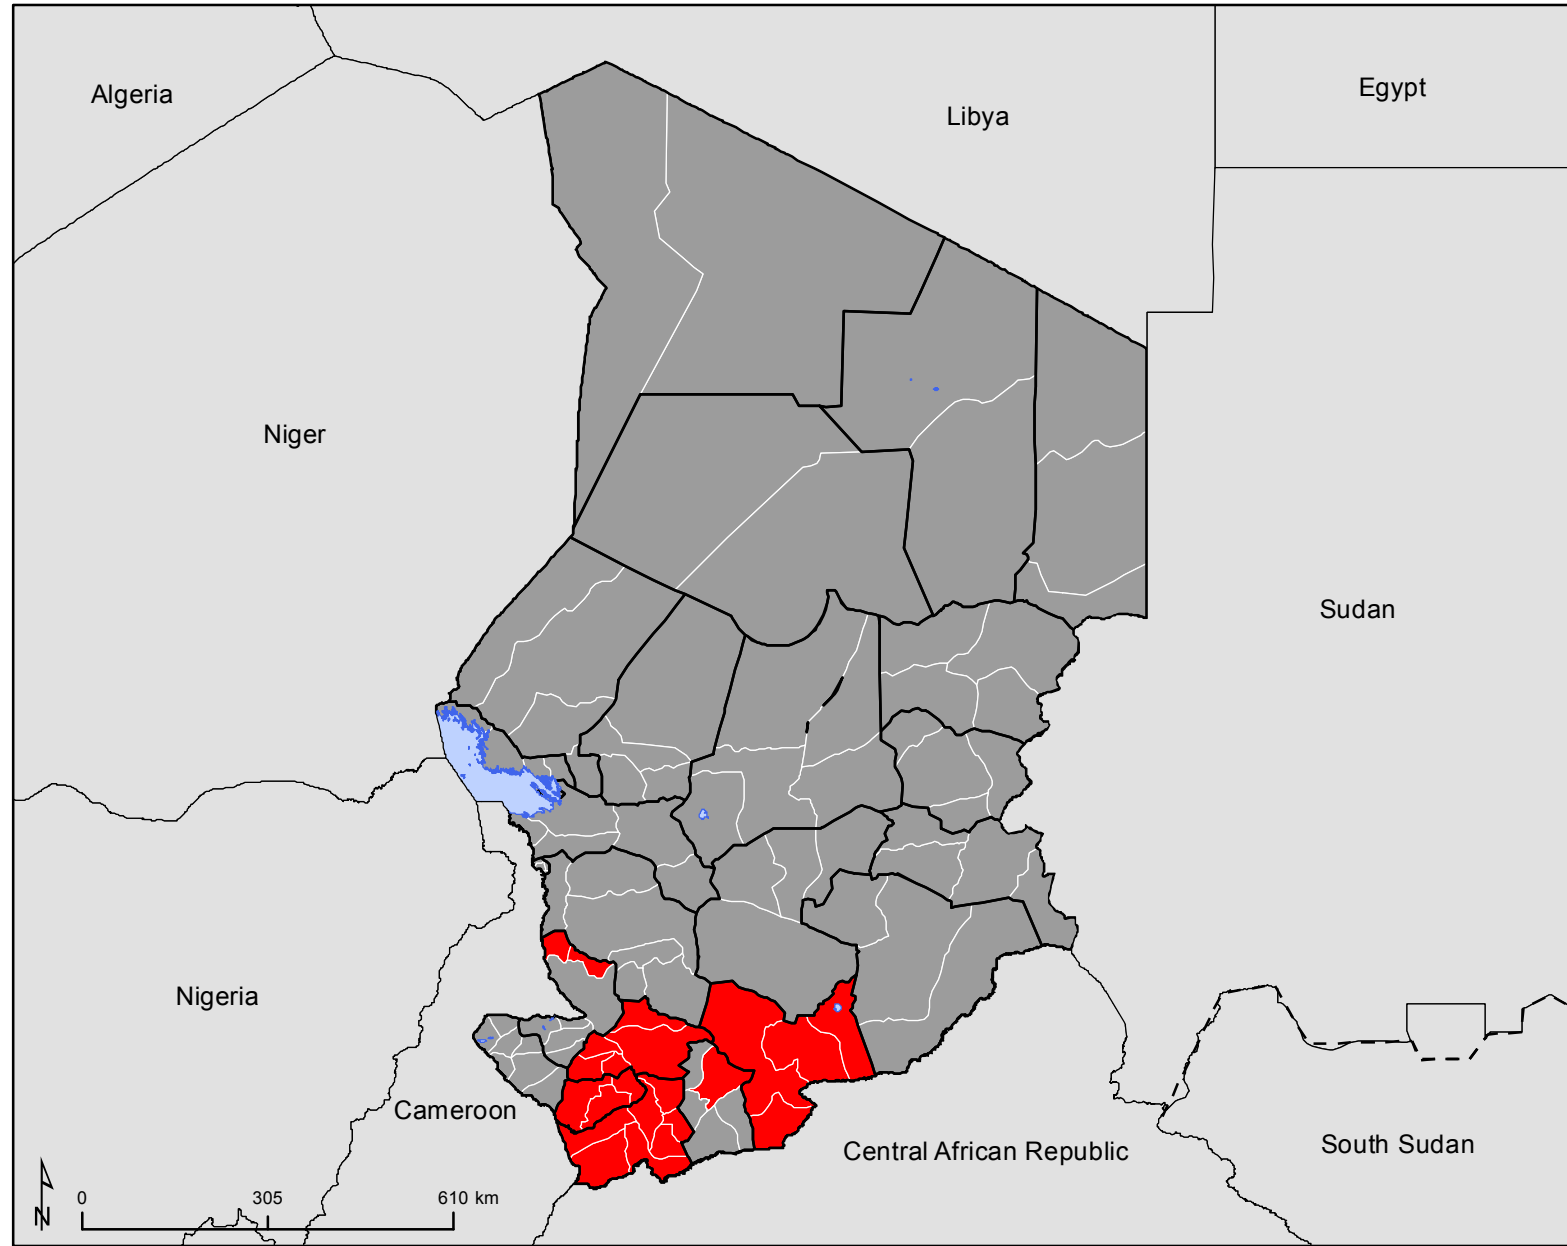 Algeria
Egypt
Libya
Niger
Sudan
Nigeria
Cameroon
Central African Republic
South Sudan
N
0
305
610 km